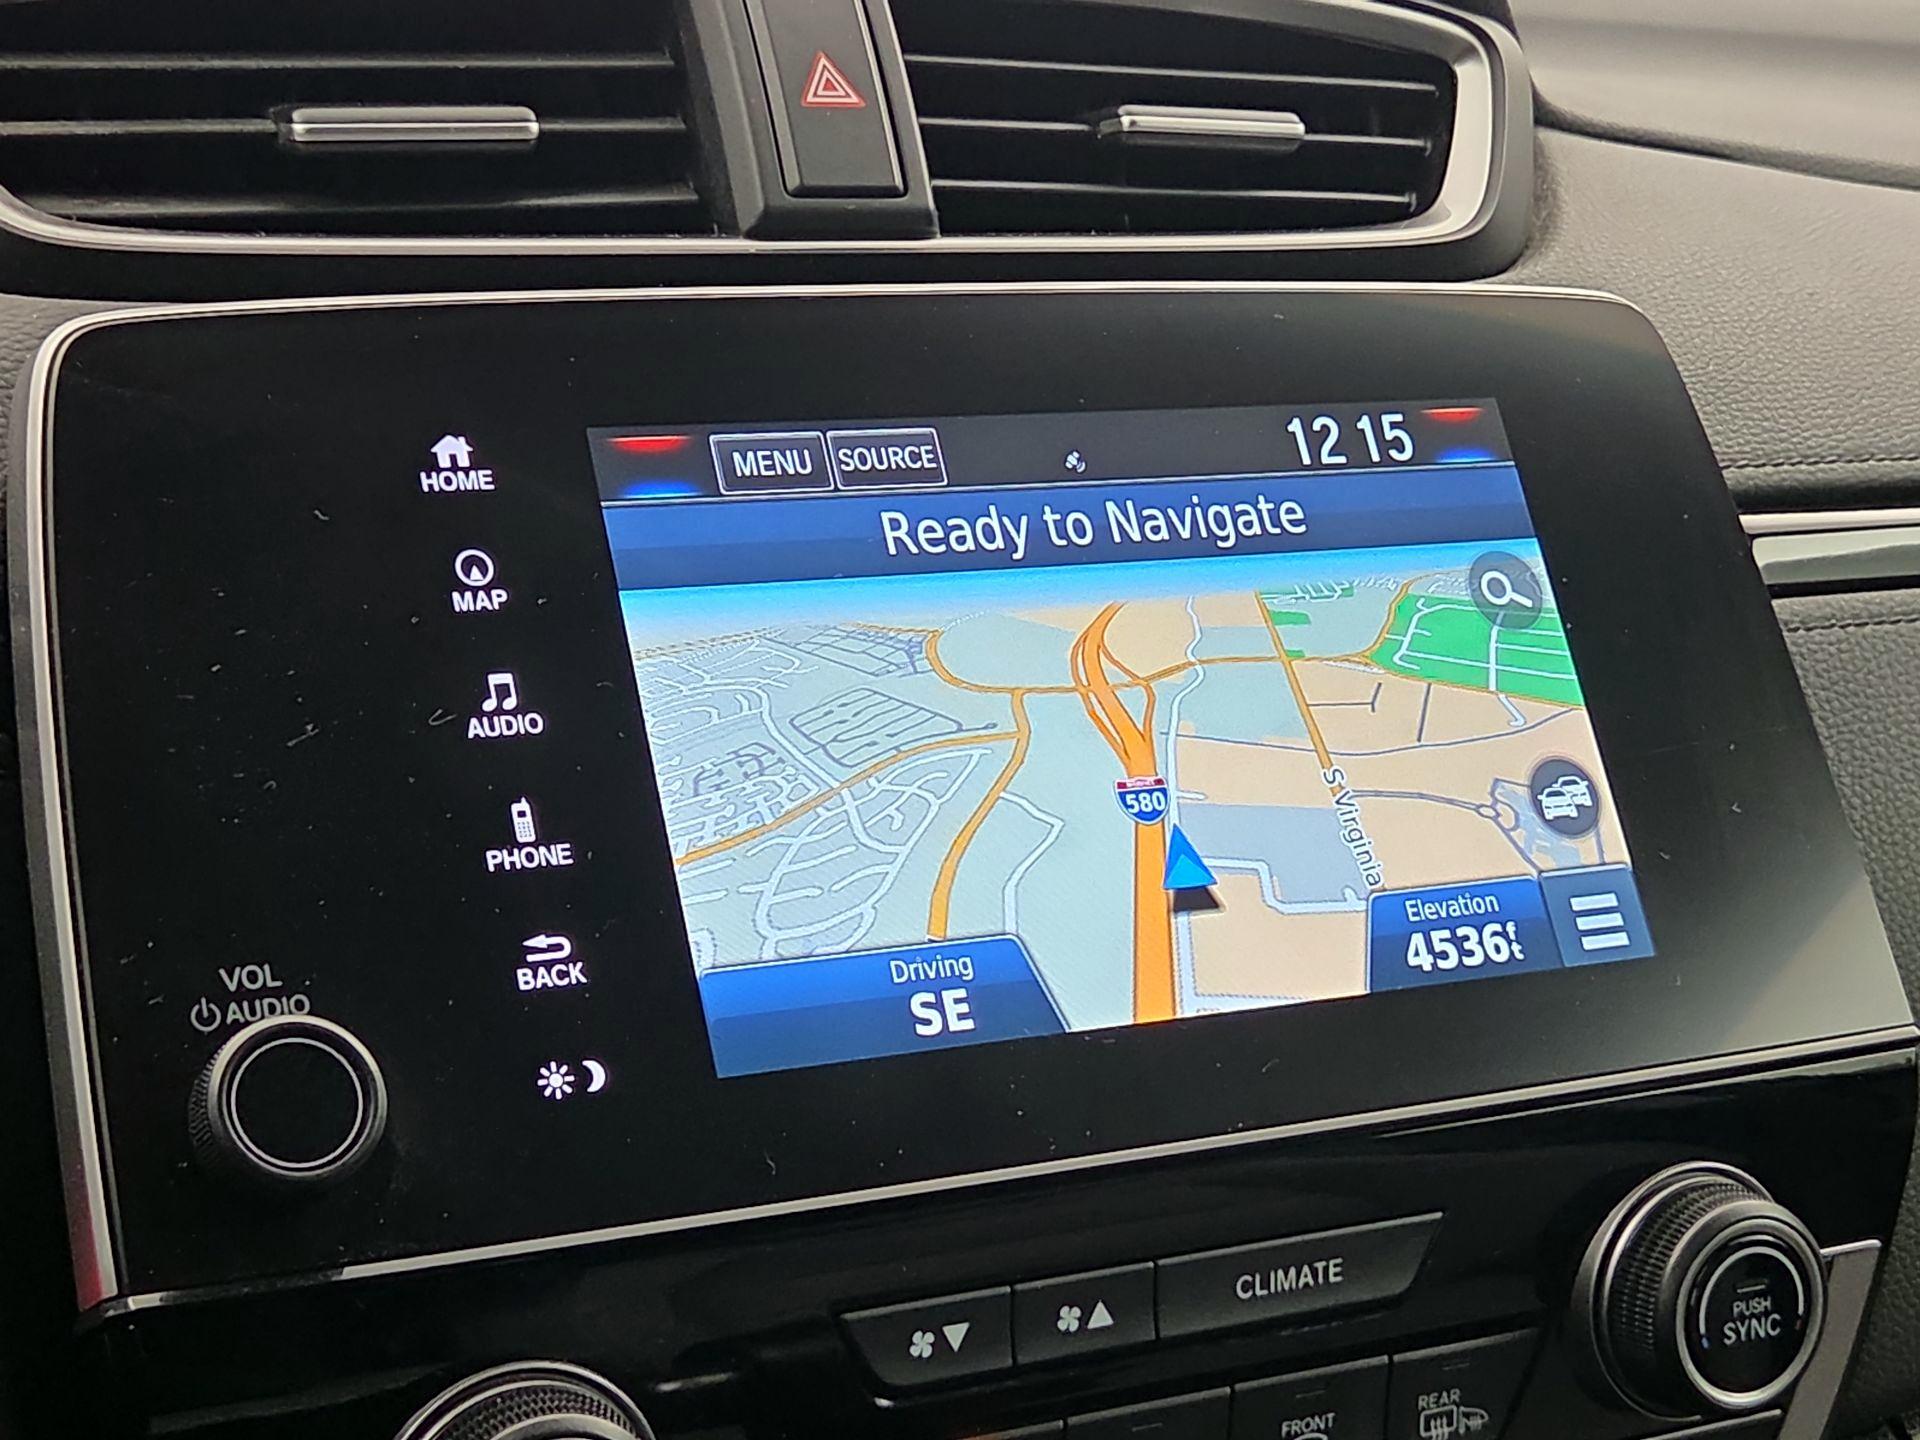 HOME
MAP
AUDIO
PHONE
BACK
VOL
AUDIO
MENU SOURCE 12 15
Ready to Navigate
580
S Virginia
Elevation
4536ft
Driving
SE
CLIMATE
PUSH
SYNC
FRONT
REAR